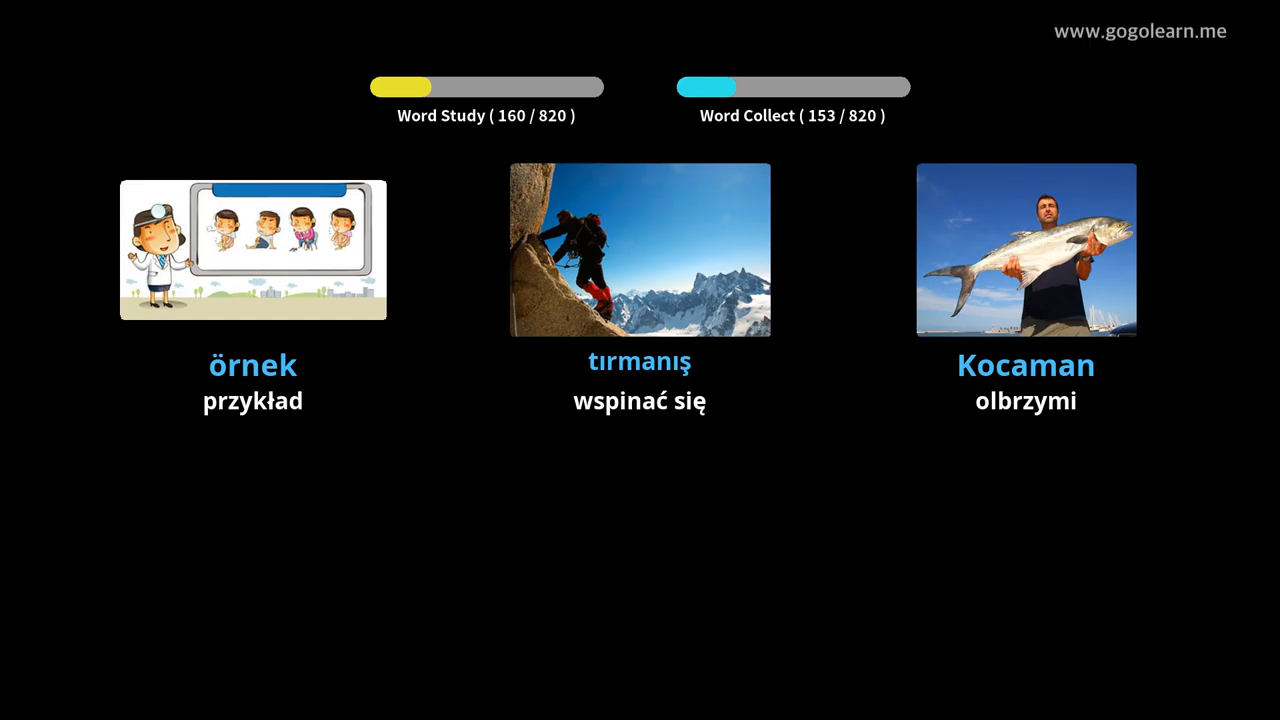 www.gogolearn.me
Word Study ( 160 / 820 )
Word Collect ( 153 / 820 )
örnek
przykład
tırmanış
wspinać się
Kocaman
olbrzymi